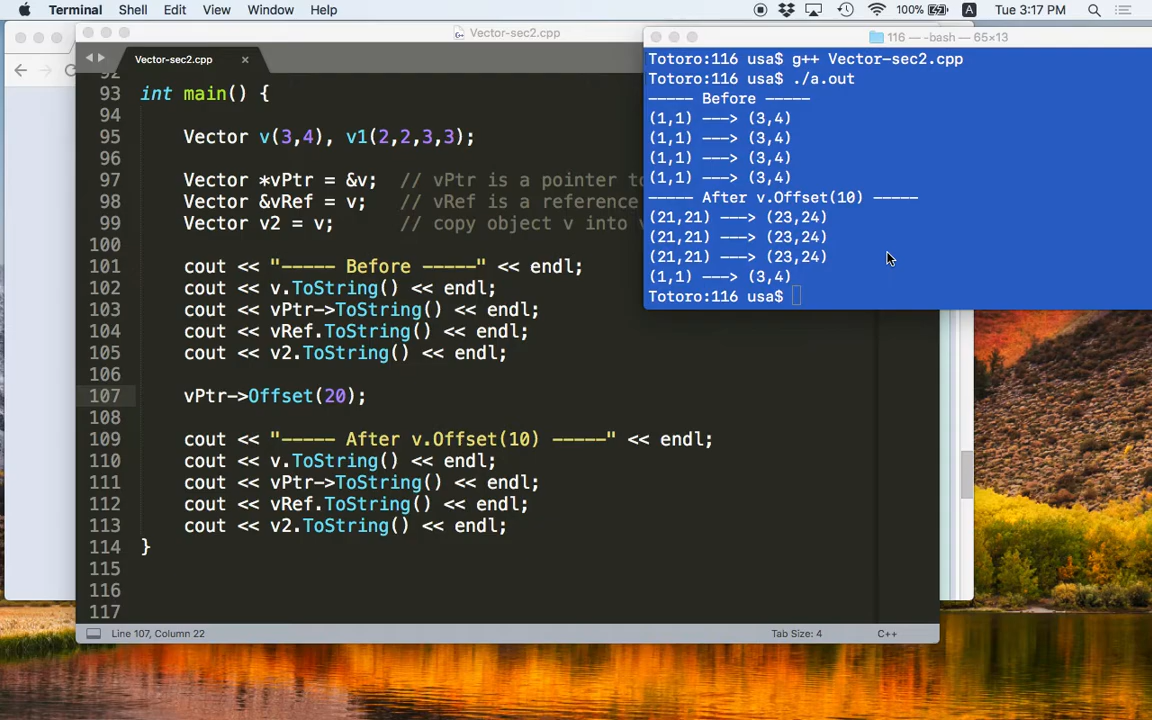 Terminal Shell Edit View Window Help 100% A Tue 3:17 PM
Vector-sec2.cpp
Vector-sec2.cpp ×
93 int main() {
94
95 Vector v(3,4), v1(2,2,3,3);
96
97 Vector *vPtr = &v; // vPtr is a pointer
98 Vector &vRef = v; // vRef is a reference
99 Vector v2 = v; // copy object v into
100
101 cout << "----- Before -----" << endl;
102 cout << v.ToString() << endl;
103 cout << vPtr->ToString() << endl;
104 cout << vRef.ToString() << endl;
105 cout << v2.ToString() << endl;
106
107 vPtr->Offset(20);
108
109 cout << "----- After v.Offset(10) -----" << endl;
110 cout << v.ToString() << endl;
111 cout << vPtr->ToString() << endl;
112 cout << vRef.ToString() << endl;
113 cout << v2.ToString() << endl;
114 }
115
116
117
Line 107, Column 22 Tab Size: 4 C++
116 — -bash — 65×13
Totoro:116 usa$ g++ Vector-sec2.cpp
Totoro:116 usa$ ./a.out
----- Before -----
(1,1) ---> (3,4)
(1,1) ---> (3,4)
(1,1) ---> (3,4)
(1,1) ---> (3,4)
----- After v.Offset(10) -----
(21,21) ---> (23,24)
(21,21) ---> (23,24)
(21,21) ---> (23,24)
(1,1) ---> (3,4)
Totoro:116 usa$